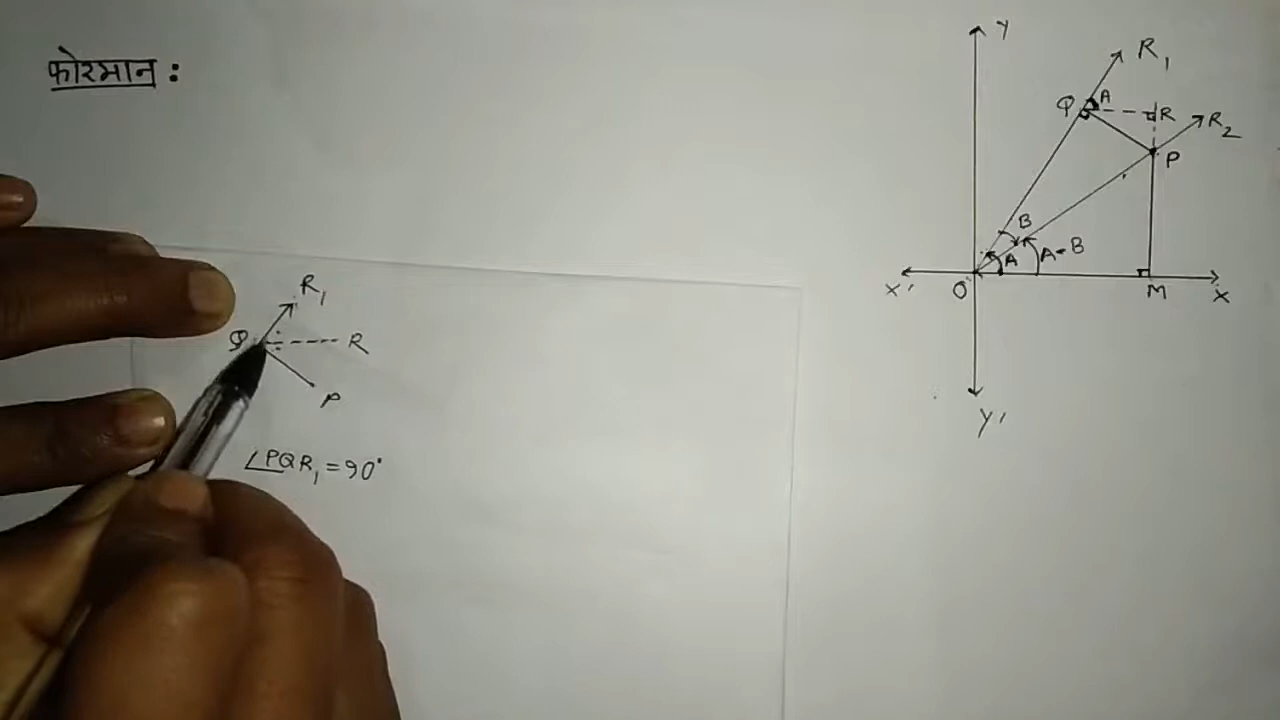 फोरमान :
Y
R₁
Q A R R₂
P
B
A A-B
X' O M X
Y'
R₁
Q R
P
∠PQR₁ = 90°